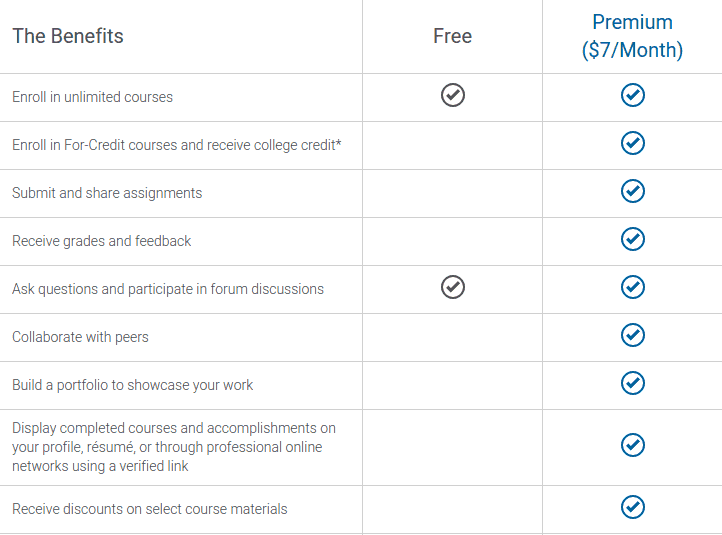 The Benefits
Free
Premium
($7/Month)
Enroll in unlimited courses
Enroll in For-Credit courses and receive college credit*
Submit and share assignments
Receive grades and feedback
Ask questions and participate in forum discussions
Collaborate with peers
Build a portfolio to showcase your work
Display completed courses and accomplishments on
your profile, résumé, or through professional online
networks using a verified link
Receive discounts on select course materials